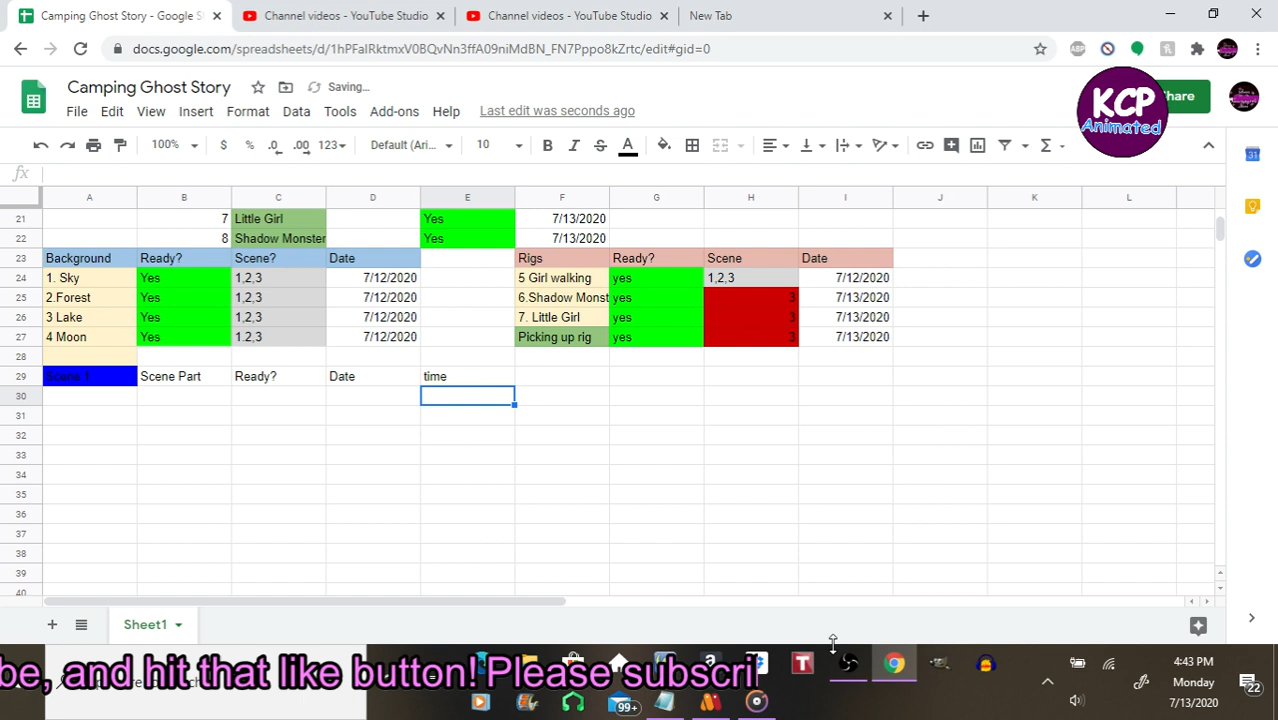 Camping Ghost Story - Google S
Channel videos - YouTube Studio
Channel videos - YouTube Studio
New Tab
docs.google.com/spreadsheets/d/1hPFaIRktmxV0BQvNn3ffA09niMdBN_FN7Pppo8kZrtc/edit#gid=0
ABP
Camping Ghost Story
Saving...
File Edit View Insert Format Data Tools Add-ons Help Last edit was seconds ago
KCP
Animated
Share
100% $ % .0 .00 123 Default (Ari... 10 B I S A
fx
A B C D E F G H I J K L
21 7 Little Girl Yes 7/13/2020
22 8 Shadow Monster Yes 7/13/2020
23 Background Ready? Scene? Date Rigs Ready? Scene Date
24 1. Sky Yes 1,2,3 7/12/2020 5 Girl walking yes 1,2,3 7/12/2020
25 2.Forest Yes 1,2,3 7/12/2020 6.Shadow Monst yes 3 7/13/2020
26 3 Lake Yes 1,2,3 7/12/2020 7. Little Girl yes 3 7/13/2020
27 4 Moon Yes 1.2,3 7/12/2020 Picking up rig yes 3 7/13/2020
28
29 Scene 1 Scene Part Ready? Date time
30
31
32
33
34
35
36
37
38
39
40
Sheet1
be, and hit that like button! Please subscri
99+
4:43 PM
Monday
7/13/2020
22